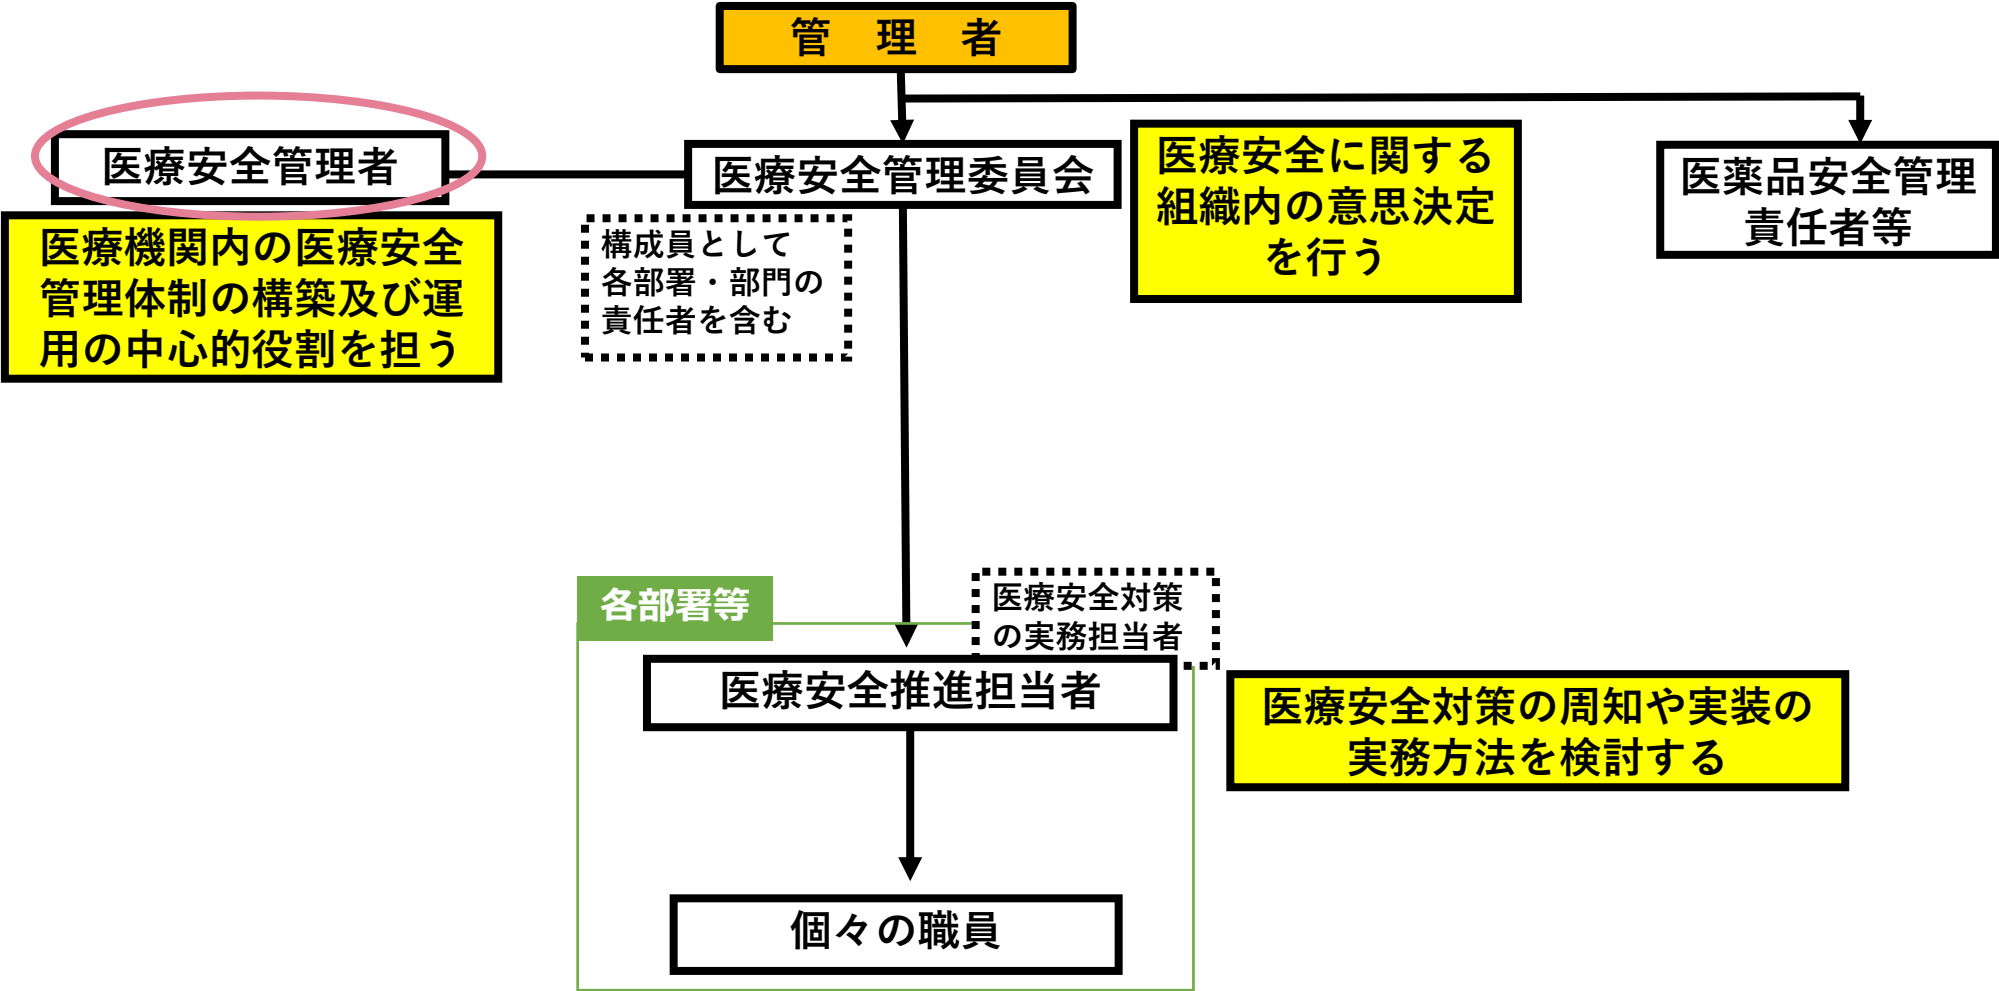 管　理　者
医療安全管理者
医療機関内の医療安全
管理体制の構築及び運
用の中心的役割を担う
医療安全管理委員会
構成員として
各部署・部門の
責任者を含む
医療安全に関する
組織内の意思決定
を行う
医薬品安全管理
責任者等
各部署等
医療安全対策
の実務担当者
医療安全推進担当者
医療安全対策の周知や実装の
実務方法を検討する
個々の職員